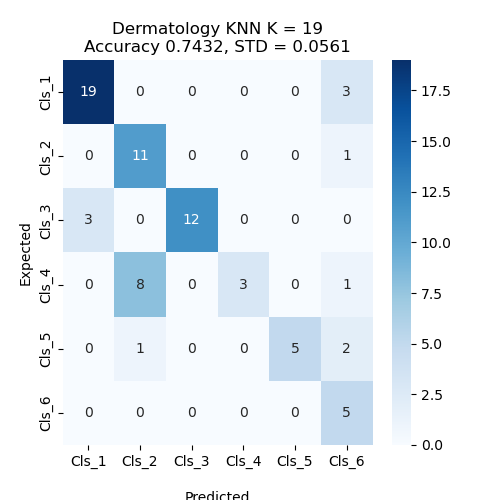 Dermatology KNN K = 19
Accuracy 0.7432, STD = 0.0561
Expected
Cls_1 19 0 0 0 0 3
Cls_2 0 11 0 0 0 1
Cls_3 3 0 12 0 0 0
Cls_4 0 8 0 3 0 1
Cls_5 0 1 0 0 5 2
Cls_6 0 0 0 0 0 5
Cls_1 Cls_2 Cls_3 Cls_4 Cls_5 Cls_6
Predicted
17.5
15.0
12.5
10.0
7.5
5.0
2.5
0.0